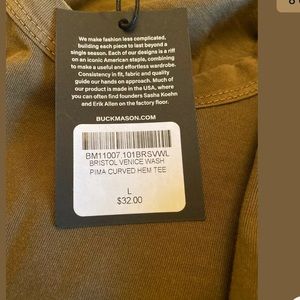 We make fashion less complicated,
building each piece to last beyond a
single season. Each of our designs is a riff
on an iconic American staple, combining
to make a useful and effortless wardrobe.
Consistency in fit, fabric and quality
guide our hands on each piece. Much of
our product is made in the USA, where
you can often find founders Sasha Koehn
and Erik Allen on the factory floor.
BUCKMASON.COM
BM11007.101BRSVWL
BRISTOL VENICE WASH
PIMA CURVED HEM TEE
L
$32.00